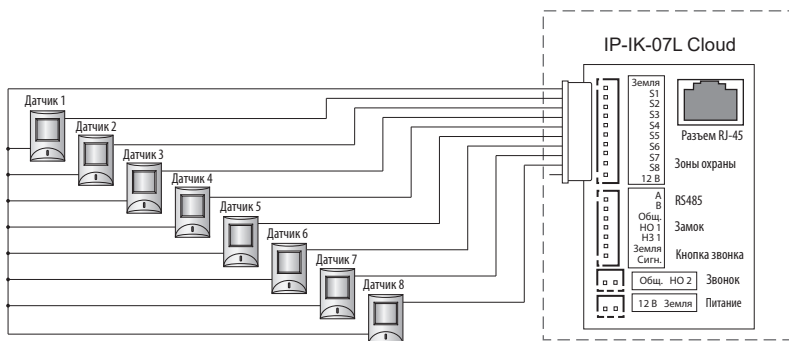 IP-IK-07L Cloud
Датчик 1
Датчик 2
Датчик 3
Датчик 4
Датчик 5
Датчик 6
Датчик 7
Датчик 8
Земля
S1
S2
S3
S4
S5
S6
S7
S8
12 В
Разъем RJ-45
Зоны охраны
A
B
Общ.
НО 1
НЗ 1
Земля
Сигн.
RS485
Замок
Кнопка звонка
Общ. НО 2 Звонок
12 В Земля Питание